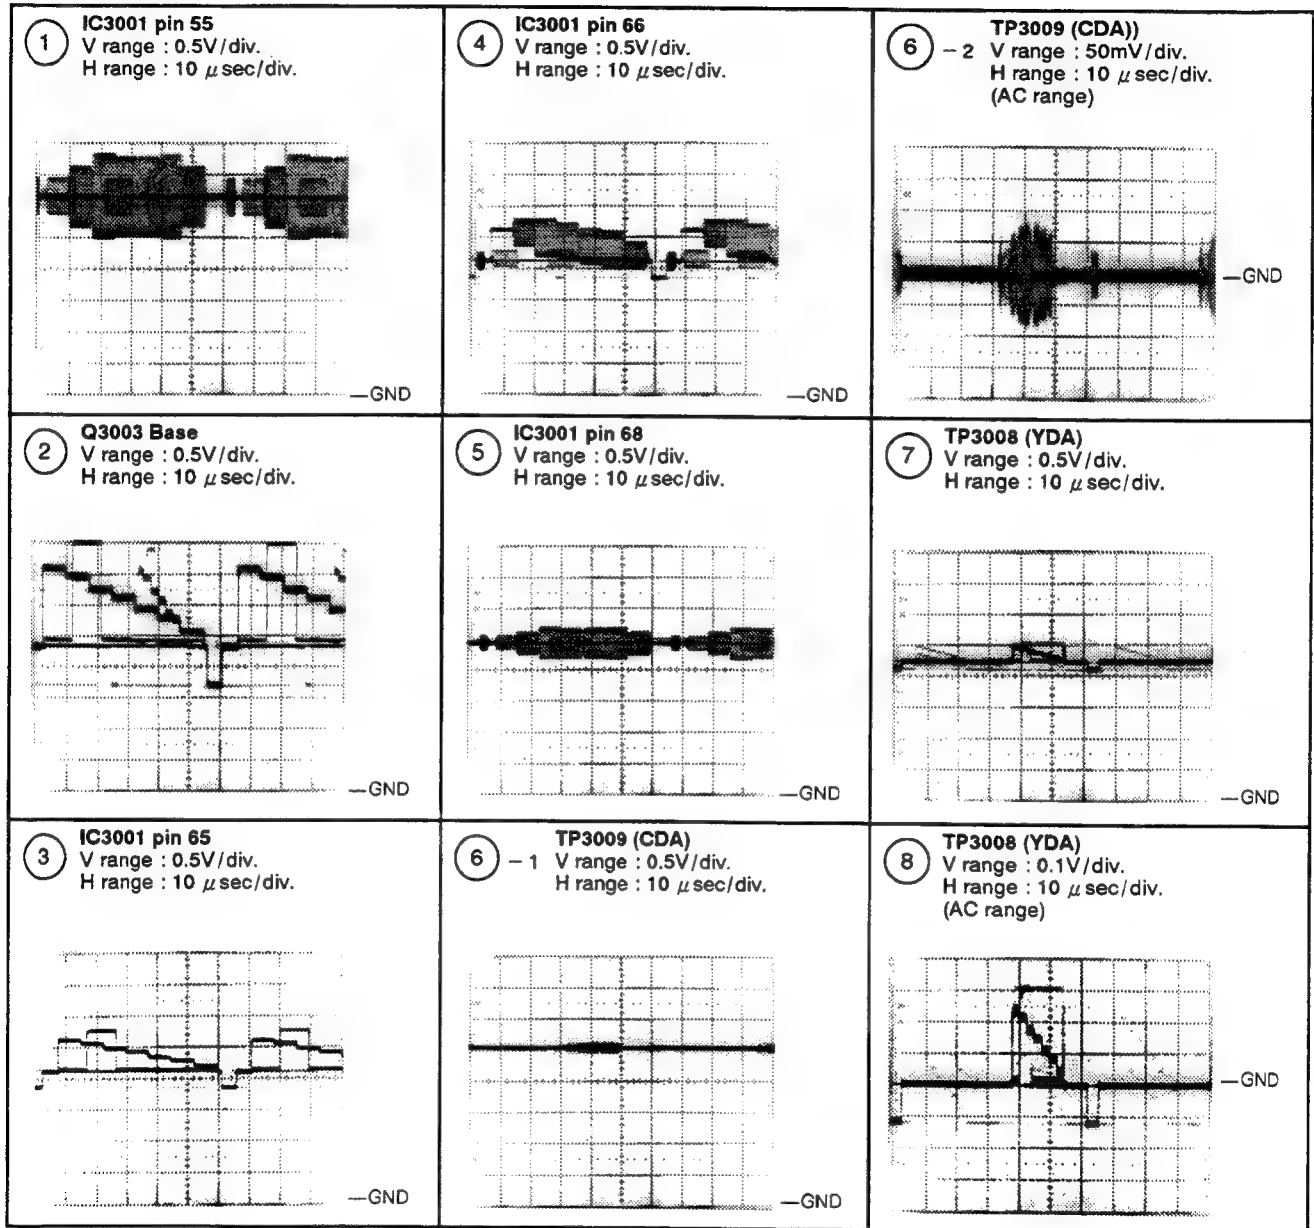 1
IC3001 pin 55
V range : 0.5V/div.
H range : 10 μsec/div.
—GND
4
IC3001 pin 66
V range : 0.5V/div.
H range : 10 μsec/div.
—GND
6 – 2
TP3009 (CDA))
V range : 50mV/div.
H range : 10 μsec/div.
(AC range)
—GND
2
Q3003 Base
V range : 0.5V/div.
H range : 10 μsec/div.
—GND
5
IC3001 pin 68
V range : 0.5V/div.
H range : 10 μsec/div.
—GND
7
TP3008 (YDA)
V range : 0.5V/div.
H range : 10 μsec/div.
—GND
3
IC3001 pin 65
V range : 0.5V/div.
H range : 10 μsec/div.
—GND
6 – 1
TP3009 (CDA)
V range : 0.5V/div.
H range : 10 μsec/div.
—GND
8
TP3008 (YDA)
V range : 0.1V/div.
H range : 10 μsec/div.
(AC range)
—GND